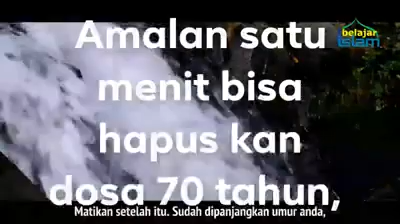 belajar
islam
Amalan satu
menit bisa
hapus kan
dosa 70 tahun,
Matikan setelah itu. Sudah dipanjangkan umur anda,